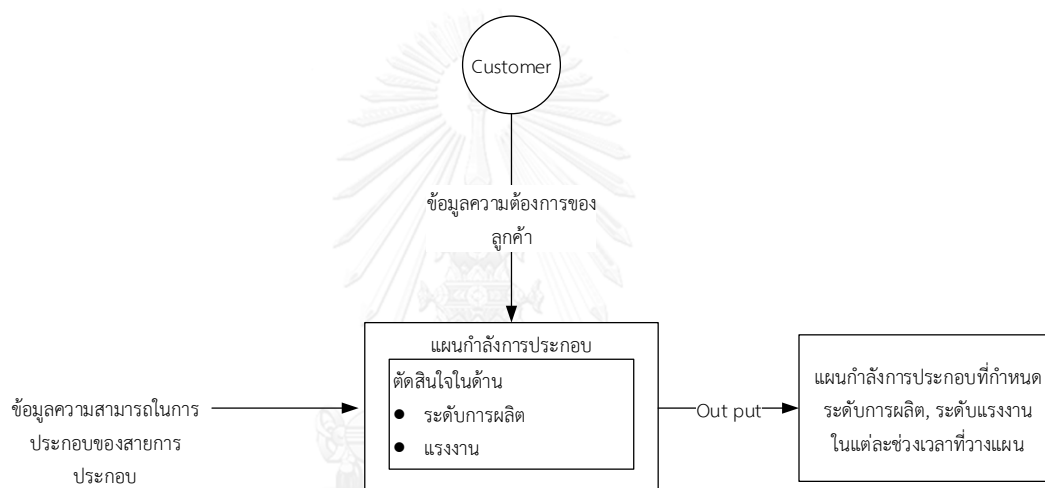 Customer
ข้อมูลความต้องการของ
ลูกค้า
แผนกำลังการประกอบ
ตัดสินใจในด้าน
● ระดับการผลิต
● แรงงาน
ข้อมูลความสามารถในการ
ประกอบของสายการ
ประกอบ
Out put
แผนกำลังการประกอบที่กำหนด
ระดับการผลิต, ระดับแรงงาน
ในแต่ละช่วงเวลาที่วางแผน